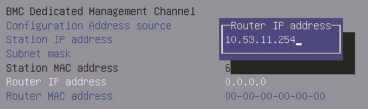 BMC Dedicated Management Channel
Configuration Address source
Station IP address
Subnet mask
Station MAC address 6
Router IP address 0.0.0.0
Router MAC address 00-00-00-00-00-00
Router IP address
10.53.11.254_